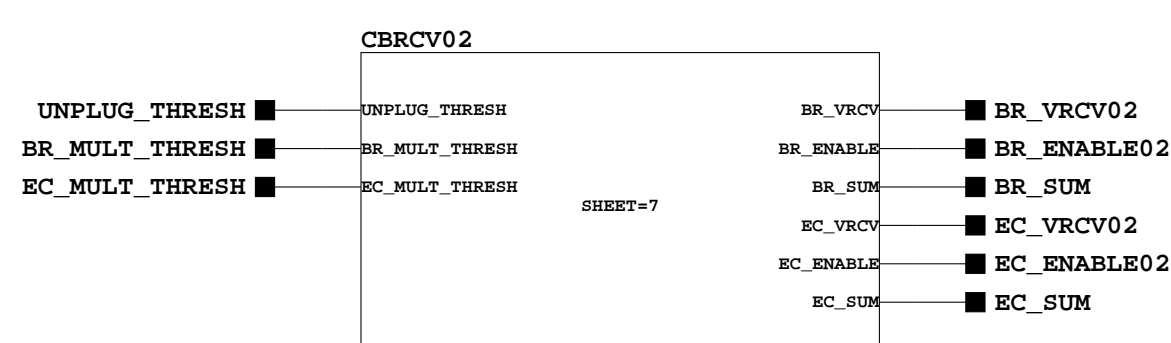 CBRCV02
UNPLUG_THRESH UNPLUG_THRESH BR_VRCV BR_VRCV02
BR_MULT_THRESH BR_MULT_THRESH BR_ENABLE BR_ENABLE02
EC_MULT_THRESH EC_MULT_THRESH BR_SUM BR_SUM
SHEET=7
EC_VRCV EC_VRCV02
EC_ENABLE EC_ENABLE02
EC_SUM EC_SUM